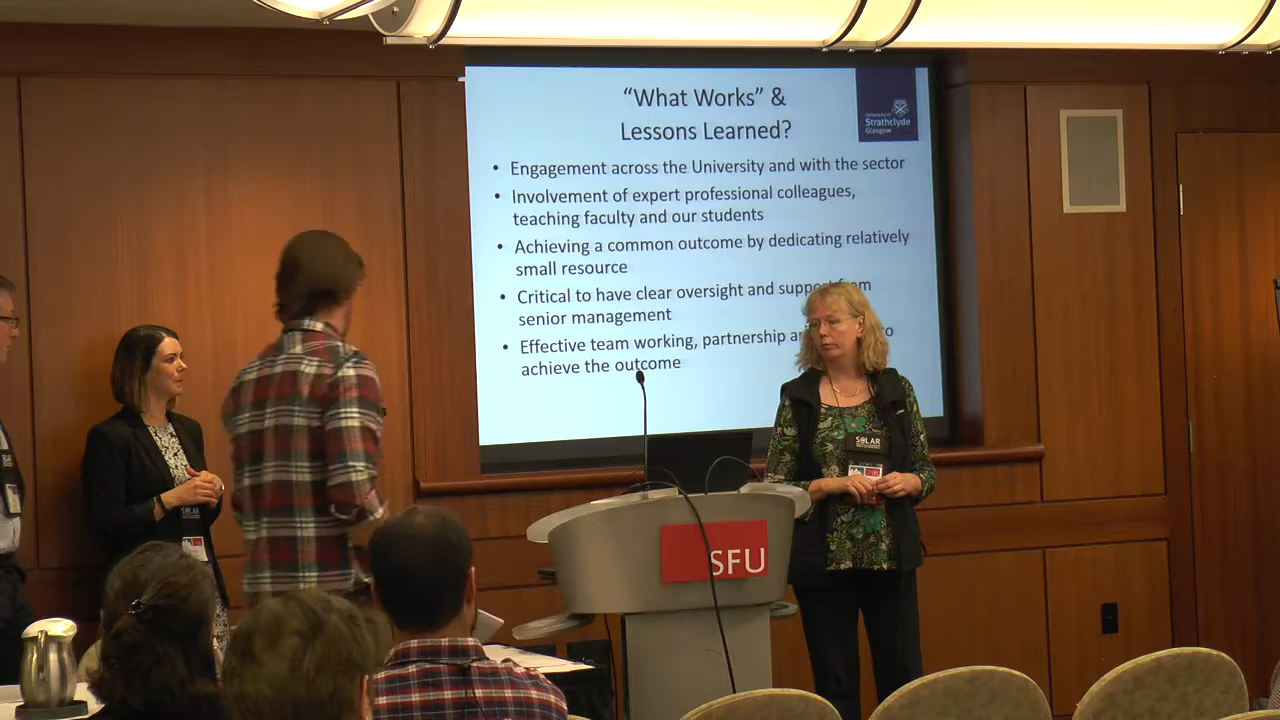 “What Works” &
Lessons Learned?
University of
Strathclyde
Glasgow
• Engagement across the University and with the sector
• Involvement of expert professional colleagues,
teaching faculty and our students
• Achieving a common outcome by dedicating relatively
small resource
• Critical to have clear oversight and support from
senior management
• Effective team working, partnership to
achieve the outcome
SOLAR
SFU
SOLAR